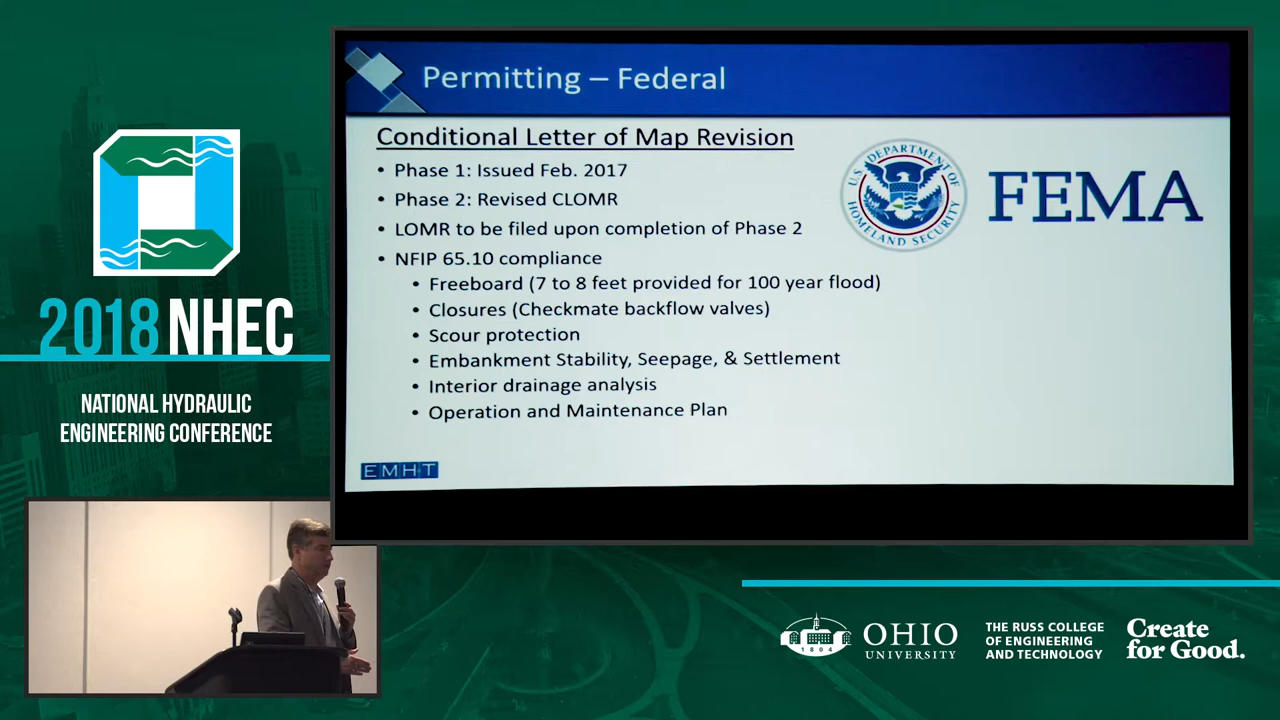 2018 NHEC
NATIONAL HYDRAULIC
ENGINEERING CONFERENCE
Permitting – Federal
Conditional Letter of Map Revision
• Phase 1: Issued Feb. 2017
• Phase 2: Revised CLOMR
• LOMR to be filed upon completion of Phase 2
• NFIP 65.10 compliance
• Freeboard (7 to 8 feet provided for 100 year flood)
• Closures (Checkmate backflow valves)
• Scour protection
• Embankment Stability, Seepage, & Settlement
• Interior drainage analysis
• Operation and Maintenance Plan
U.S. DEPARTMENT OF
HOMELAND SECURITY
FEMA
EMH&T
1804
OHIO
UNIVERSITY
THE RUSS COLLEGE
OF ENGINEERING
AND TECHNOLOGY
Create
for Good.